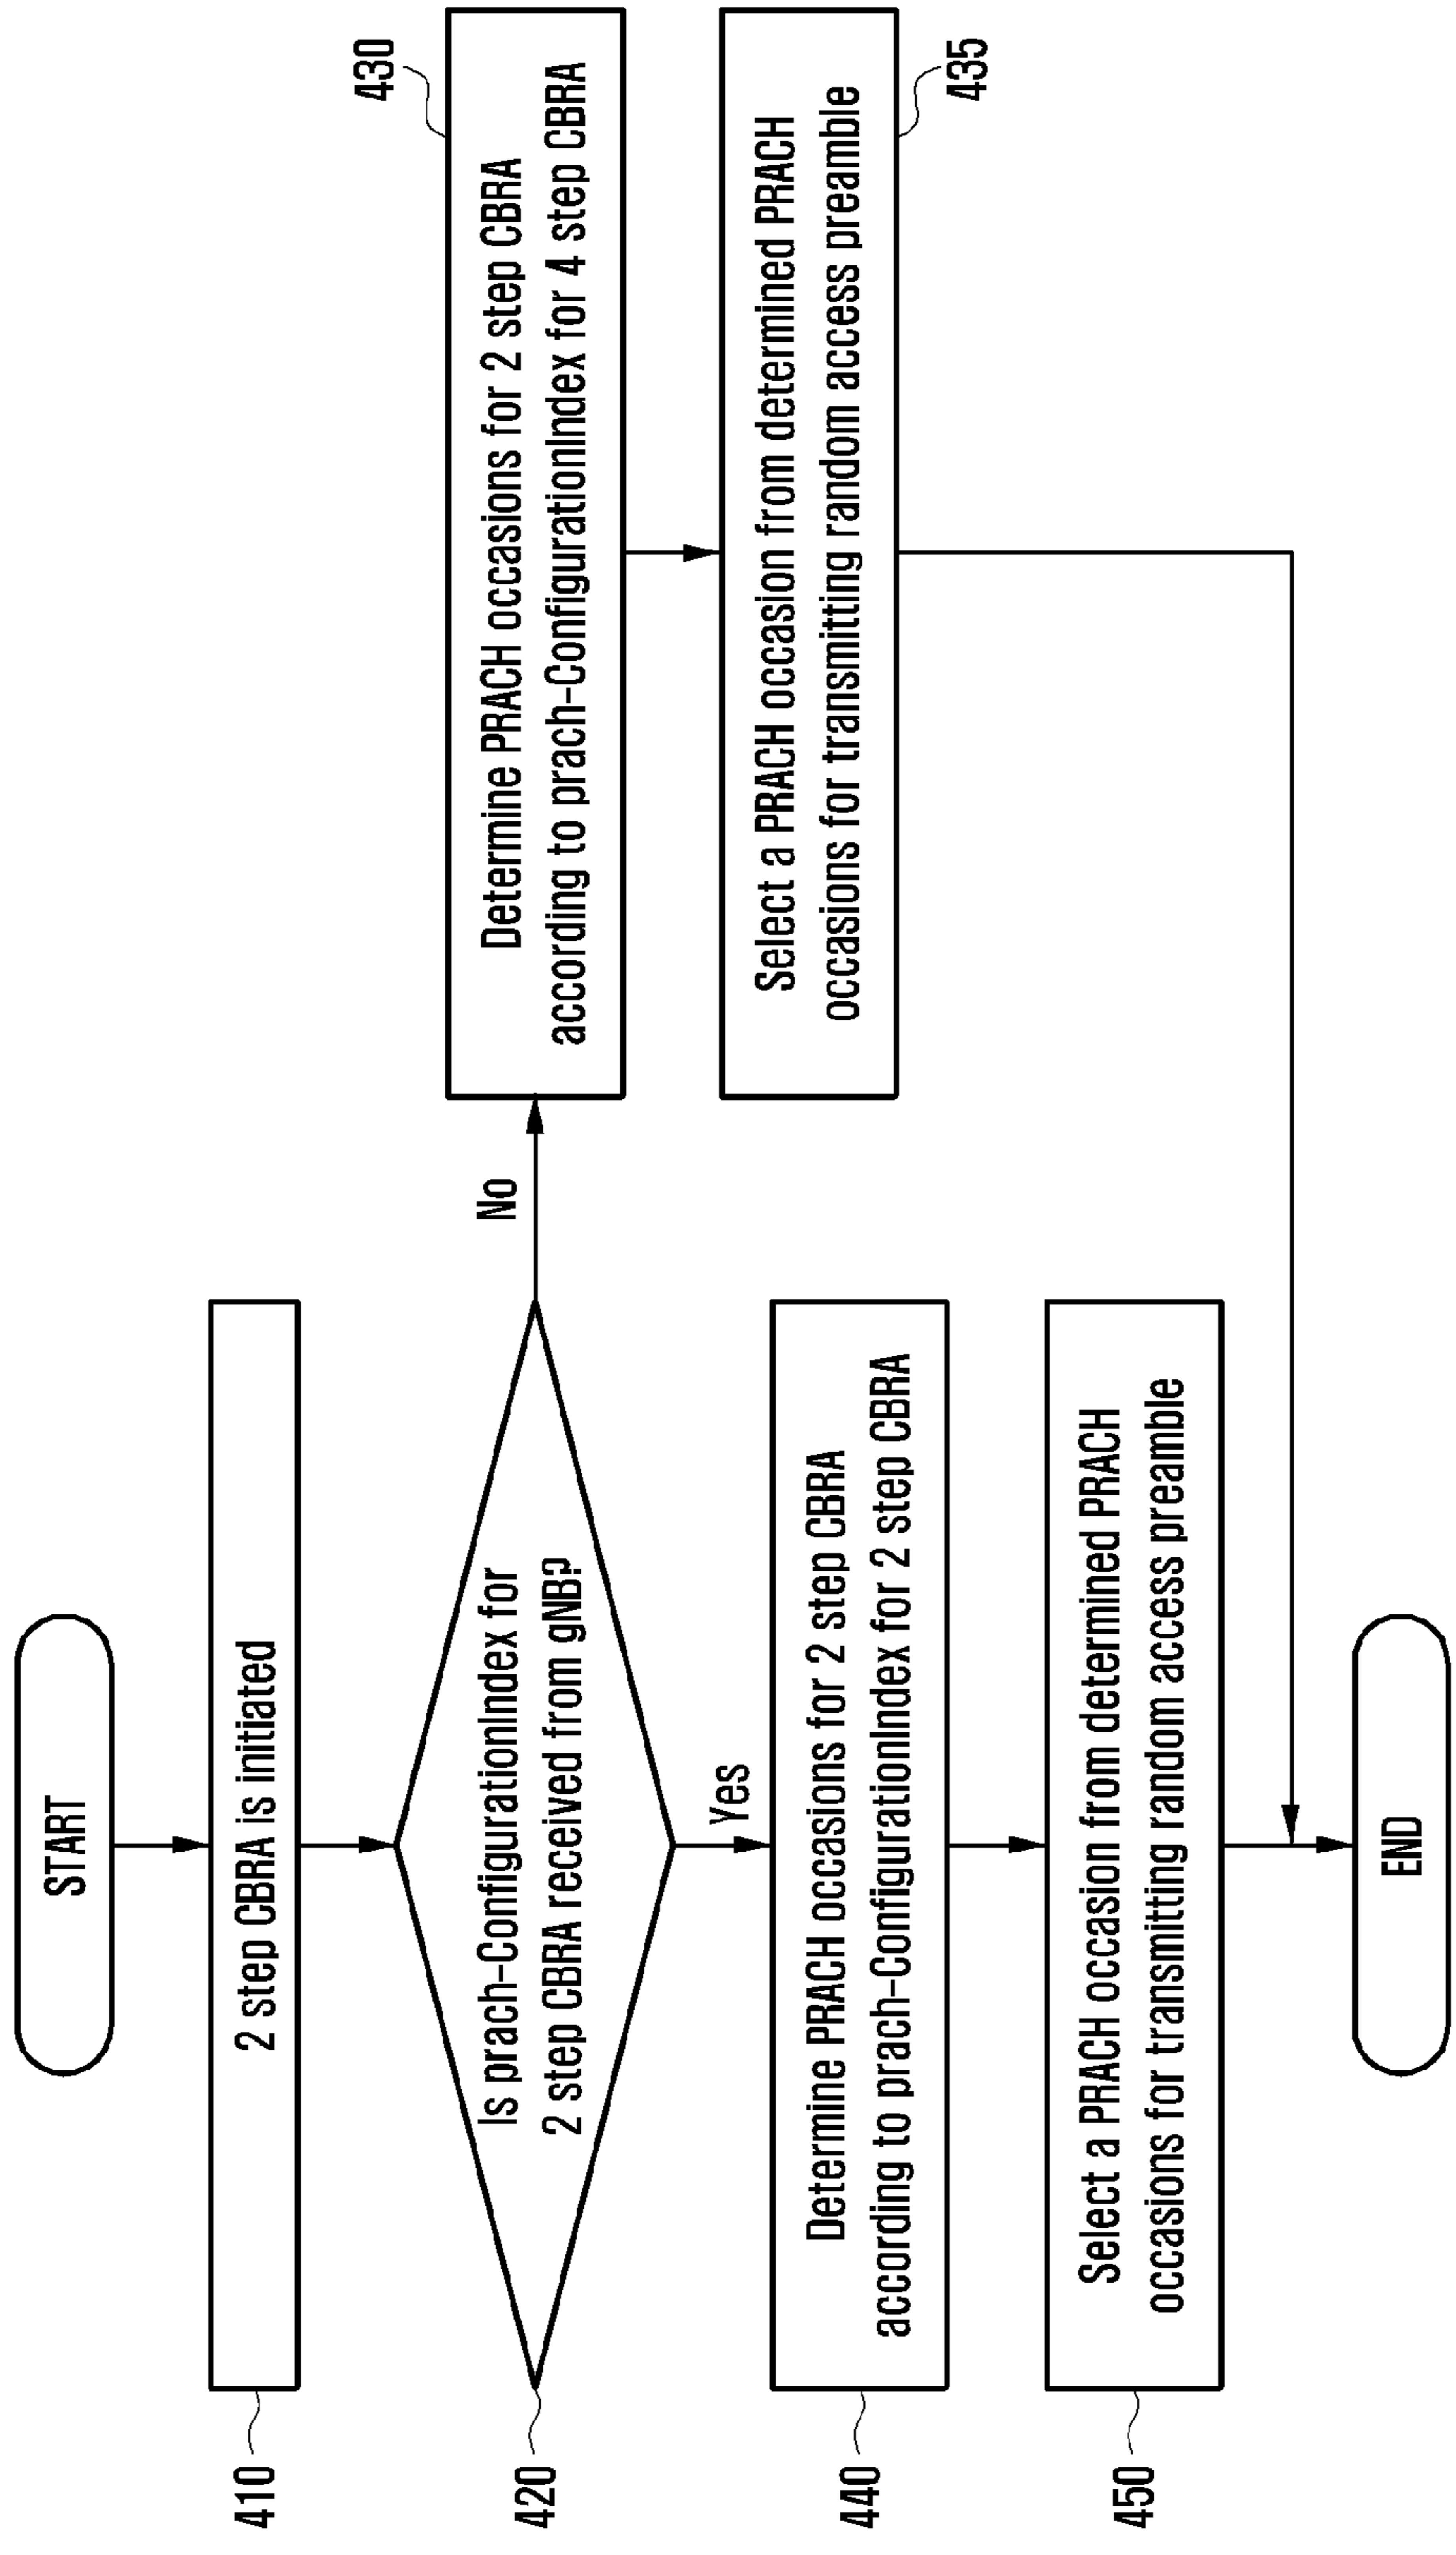 START
410
2 step CBRA is initiated
420
Is prach-ConfigurationIndex for
2 step CBRA received from gNB?
No
430
Determine PRACH occasions for 2 step CBRA
according to prach-ConfigurationIndex for 4 step CBRA
Select a PRACH occasion from determined PRACH
occasions for transmitting random access preamble
435
Yes
440
Determine PRACH occasions for 2 step CBRA
according to prach-ConfigurationIndex for 2 step CBRA
450
Select a PRACH occasion from determined PRACH
occasions for transmitting random access preamble
END